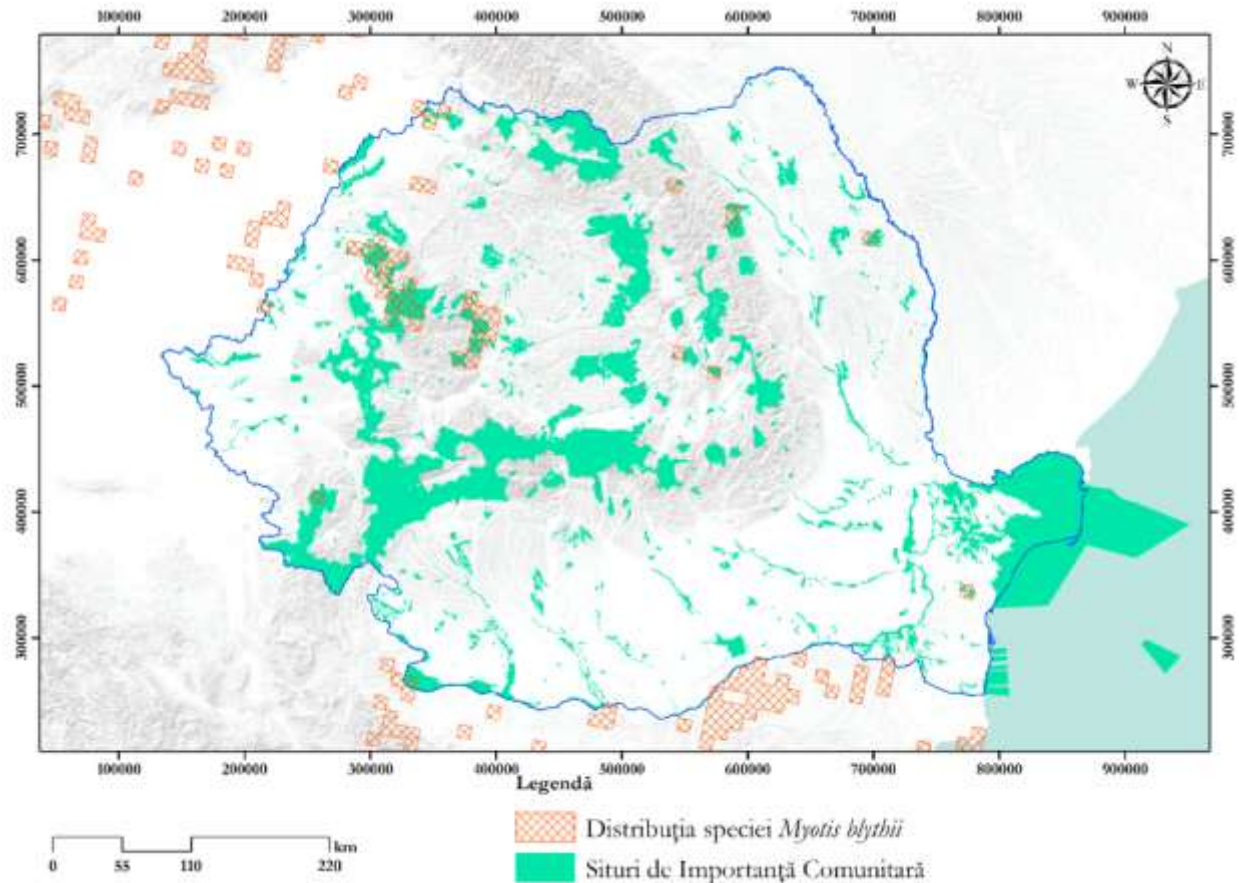 100000 200000 300000 400000 500000 600000 700000 800000 900000
N
W E
S
700000 700000
600000 600000
500000 500000
400000 400000
300000 300000
100000 200000 300000 400000 500000 600000 700000 800000 900000
Legendă
Distribuția speciei Myotis blythii
km
0 55 110 220
Situri de Importanță Comunitară